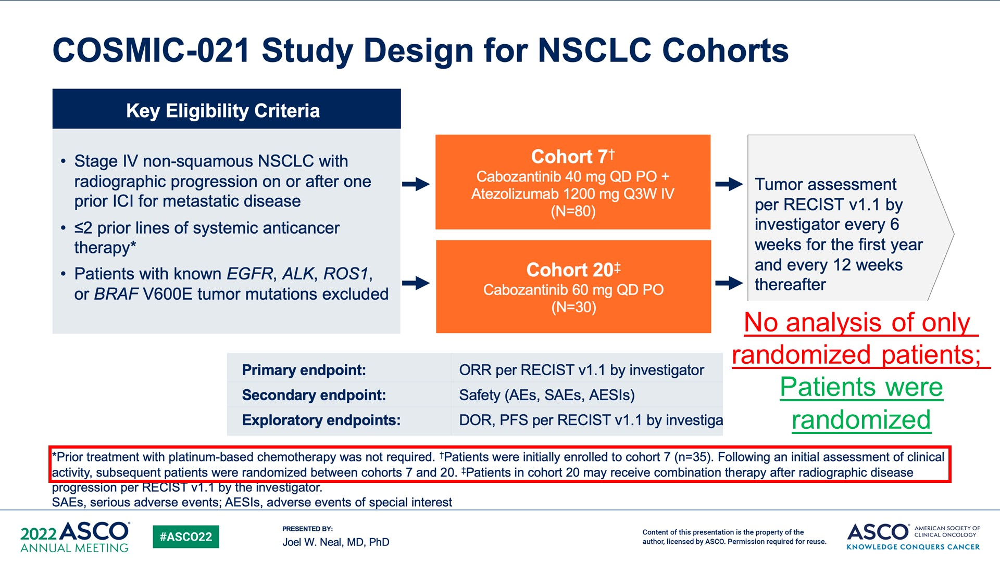 COSMIC-021 Study Design for NSCLC Cohorts
Key Eligibility Criteria
• Stage IV non-squamous NSCLC with
radiographic progression on or after one
prior ICI for metastatic disease
• ≤2 prior lines of systemic anticancer
therapy*
• Patients with known EGFR, ALK, ROS1,
or BRAF V600E tumor mutations excluded
Cohort 7†
Cabozantinib 40 mg QD PO +
Atezolizumab 1200 mg Q3W IV
(N=80)
Cohort 20‡
Cabozantinib 60 mg QD PO
(N=30)
Tumor assessment
per RECIST v1.1 by
investigator every 6
weeks for the first year
and every 12 weeks
thereafter
No analysis of only
randomized patients;
Patients were
randomized
Primary endpoint: ORR per RECIST v1.1 by investigator
Secondary endpoint: Safety (AEs, SAEs, AESIs)
Exploratory endpoints: DOR, PFS per RECIST v1.1 by investiga
*Prior treatment with platinum-based chemotherapy was not required. †Patients were initially enrolled to cohort 7 (n=35). Following an initial assessment of clinical
activity, subsequent patients were randomized between cohorts 7 and 20. ‡Patients in cohort 20 may receive combination therapy after radiographic disease
progression per RECIST v1.1 by the investigator.
SAEs, serious adverse events; AESIs, adverse events of special interest
2022 ASCO®
ANNUAL MEETING
#ASCO22
PRESENTED BY:
Joel W. Neal, MD, PhD
Content of this presentation is the property of the
author, licensed by ASCO. Permission required for reuse.
ASCO® AMERICAN SOCIETY OF
CLINICAL ONCOLOGY
KNOWLEDGE CONQUERS CANCER